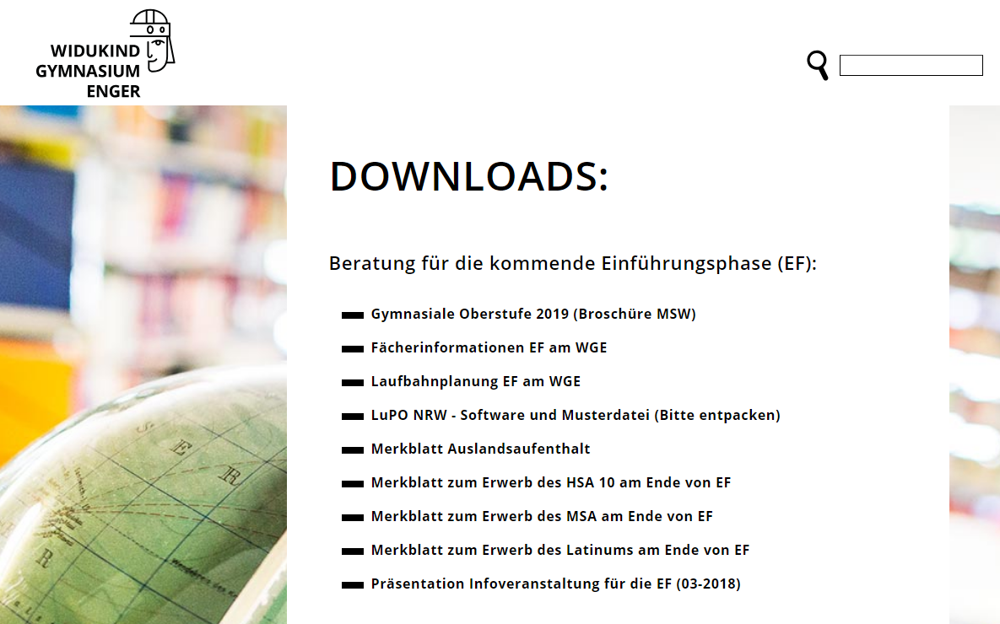 WIDUKIND
GYMNASIUM
ENGER
DOWNLOADS:
Beratung für die kommende Einführungsphase (EF):
Gymnasiale Oberstufe 2019 (Broschüre MSW)
Fächerinformationen EF am WGE
Laufbahnplanung EF am WGE
LuPO NRW - Software und Musterdatei (Bitte entpacken)
Merkblatt Auslandsaufenthalt
Merkblatt zum Erwerb des HSA 10 am Ende von EF
Merkblatt zum Erwerb des MSA am Ende von EF
Merkblatt zum Erwerb des Latinums am Ende von EF
Präsentation Infoveranstaltung für die EF (03-2018)
S E R
R